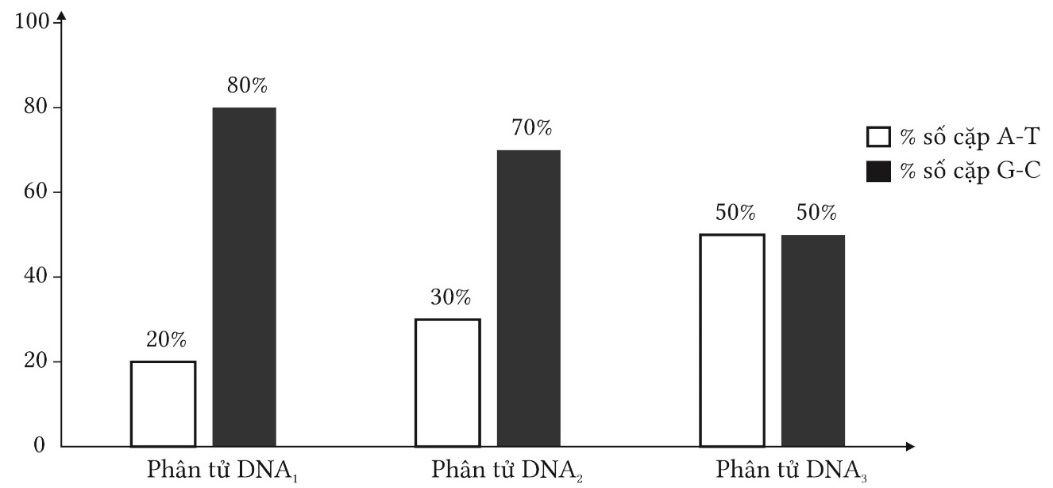 100
80
60
40
20
0
20%
80%
30%
70%
50%
50%
Phân tử DNA₁
Phân tử DNA₂
Phân tử DNA₃
% số cặp A-T
% số cặp G-C